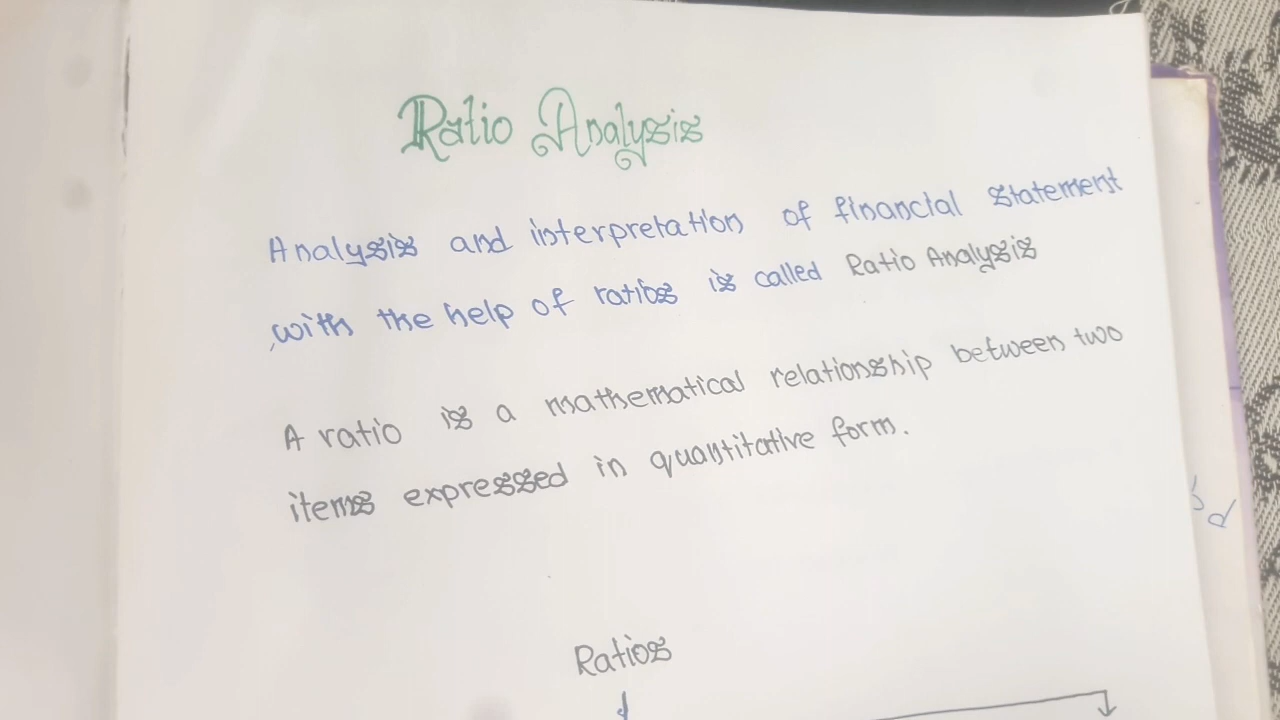 Ratio Analysis
Analysis and interpretation of financial statement
with the help of ratios is called Ratio Analysis
A ratio is a mathematical relationship between two
items expressed in quantitative form.
Ratios